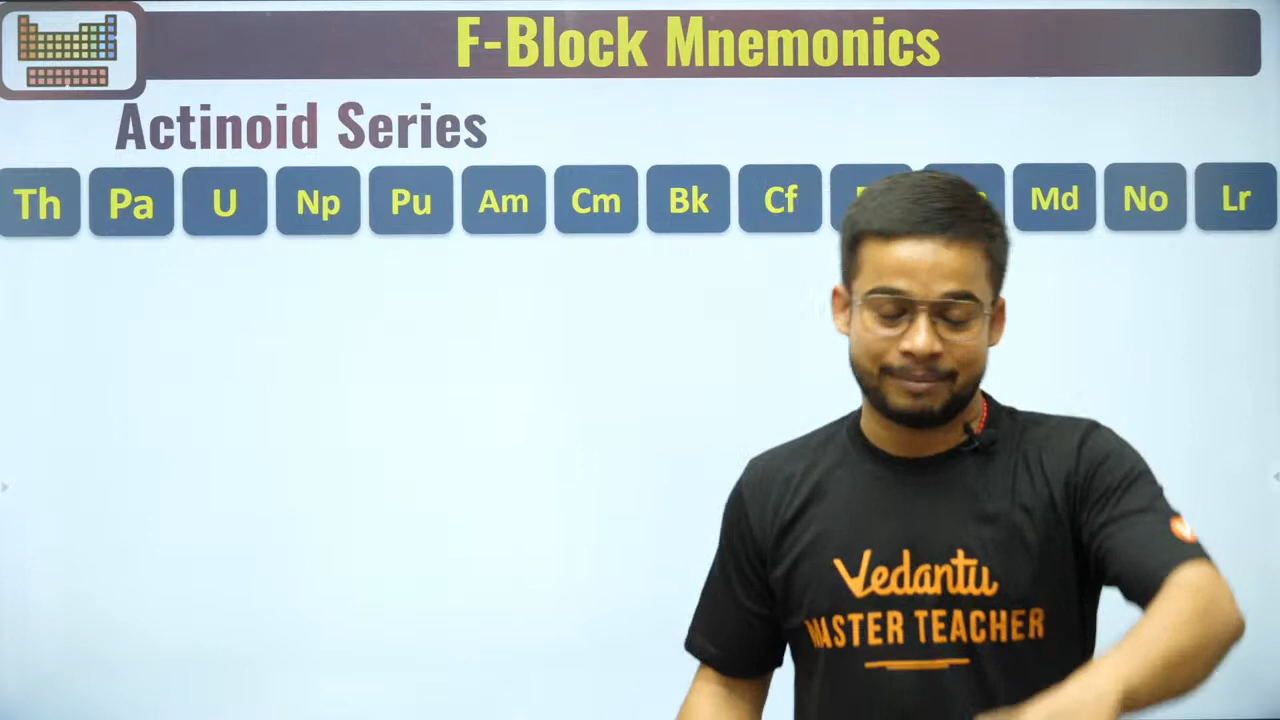 F-Block Mnemonics
Actinoid Series
Th Pa U Np Pu Am Cm Bk Cf Md No Lr
Vedantu
MASTER TEACHER